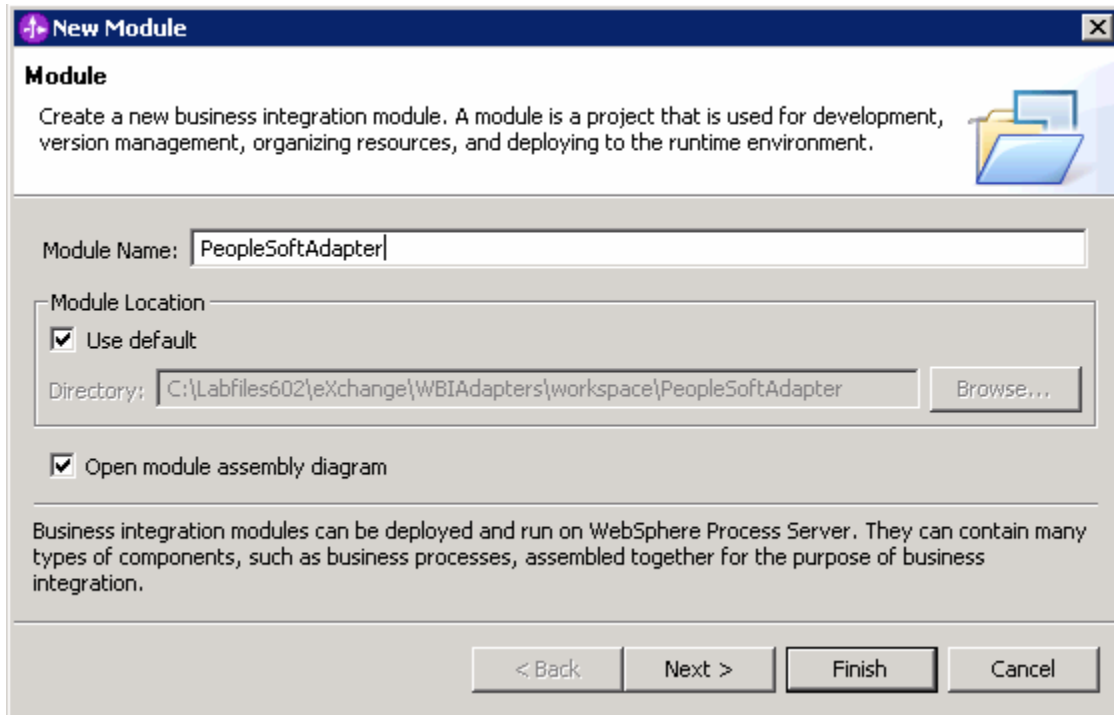 New Module
Module
Create a new business integration module. A module is a project that is used for development,
version management, organizing resources, and deploying to the runtime environment.
Module Name: PeopleSoftAdapter
Module Location
Use default
Directory: C:\Labfiles602\eXchange\WBIAdapters\workspace\PeopleSoftAdapter Browse...
Open module assembly diagram
Business integration modules can be deployed and run on WebSphere Process Server. They can contain many
types of components, such as business processes, assembled together for the purpose of business
integration.
< Back Next > Finish Cancel